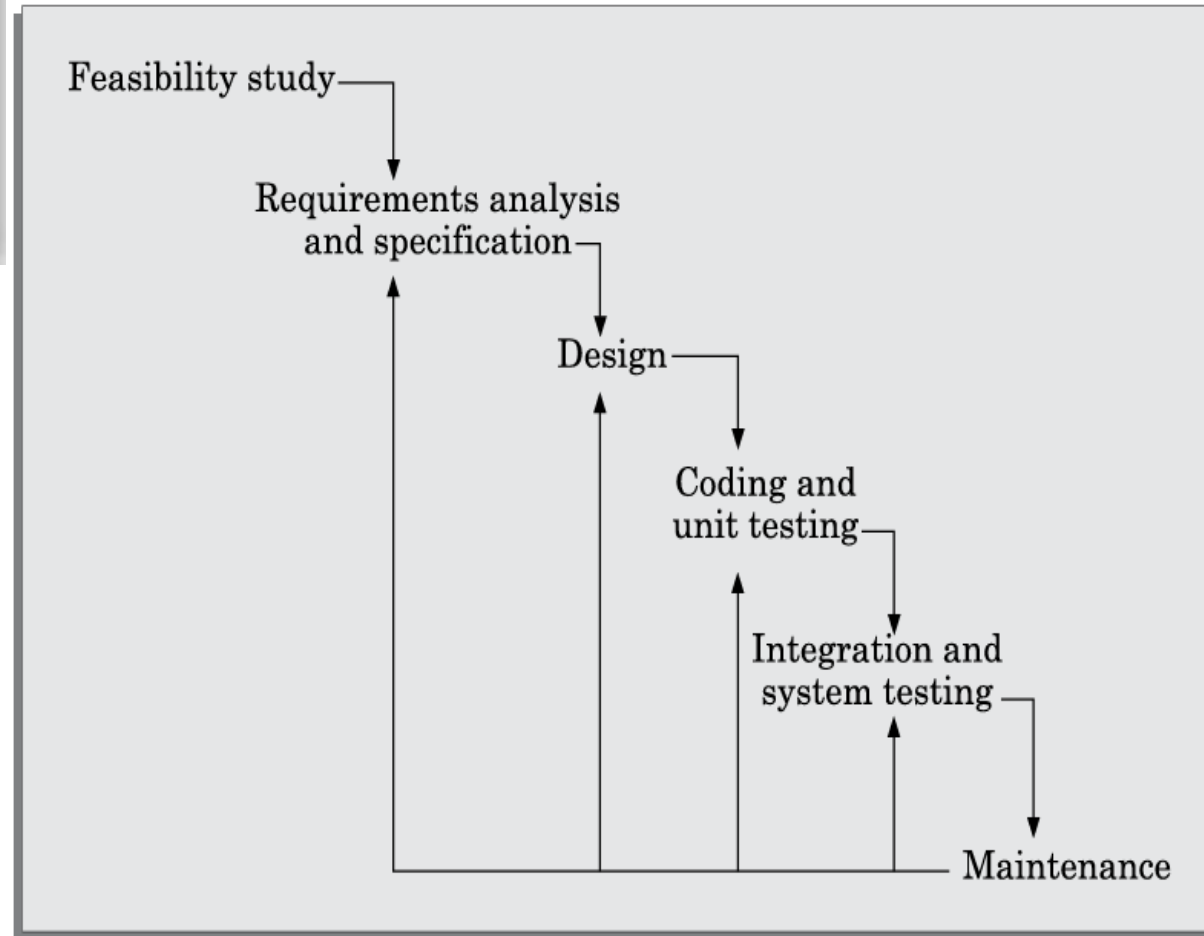 Feasibility study
Requirements analysis
and specification
Design
Coding and
unit testing
Integration and
system testing
Maintenance